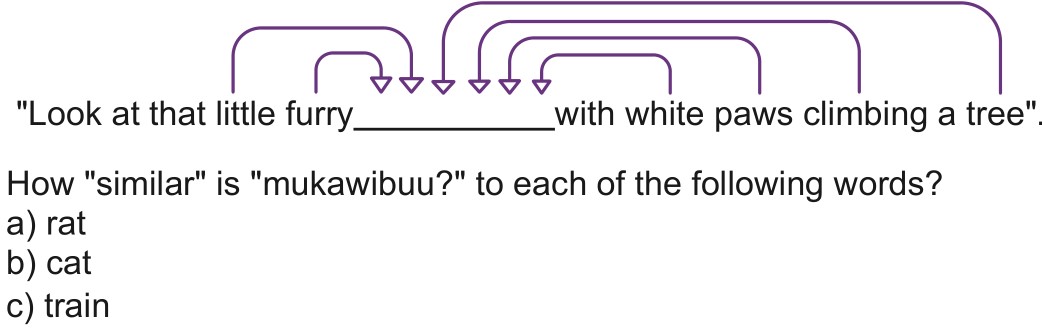 "Look at that little furry___________with white paws climbing a tree".
How "similar" is "mukawibuu?" to each of the following words?
a) rat
b) cat
c) train